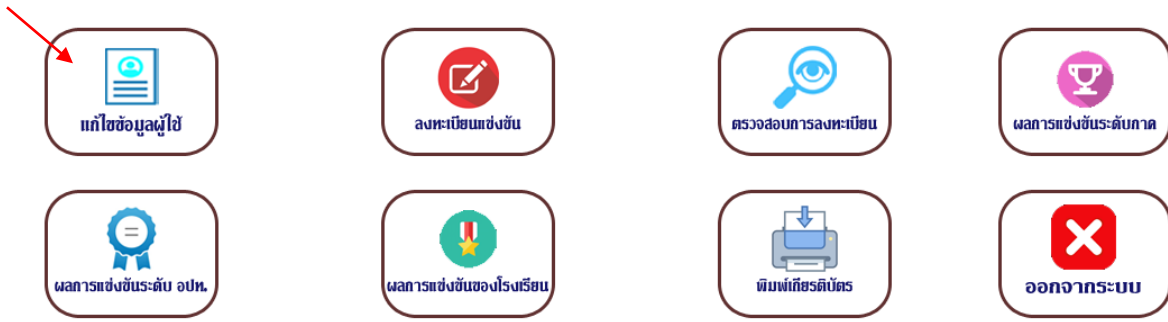 แก้ไขข้อมูลผู้ใช้
ลงทะเบียนแข่งขัน
ตรวจสอบการลงทะเบียน
ผลการแข่งขันระดับภาค
ผลการแข่งขันระดับ อปท.
ผลการแข่งขันของโรงเรียน
พิมพ์เกียรติบัตร
ออกจากระบบ